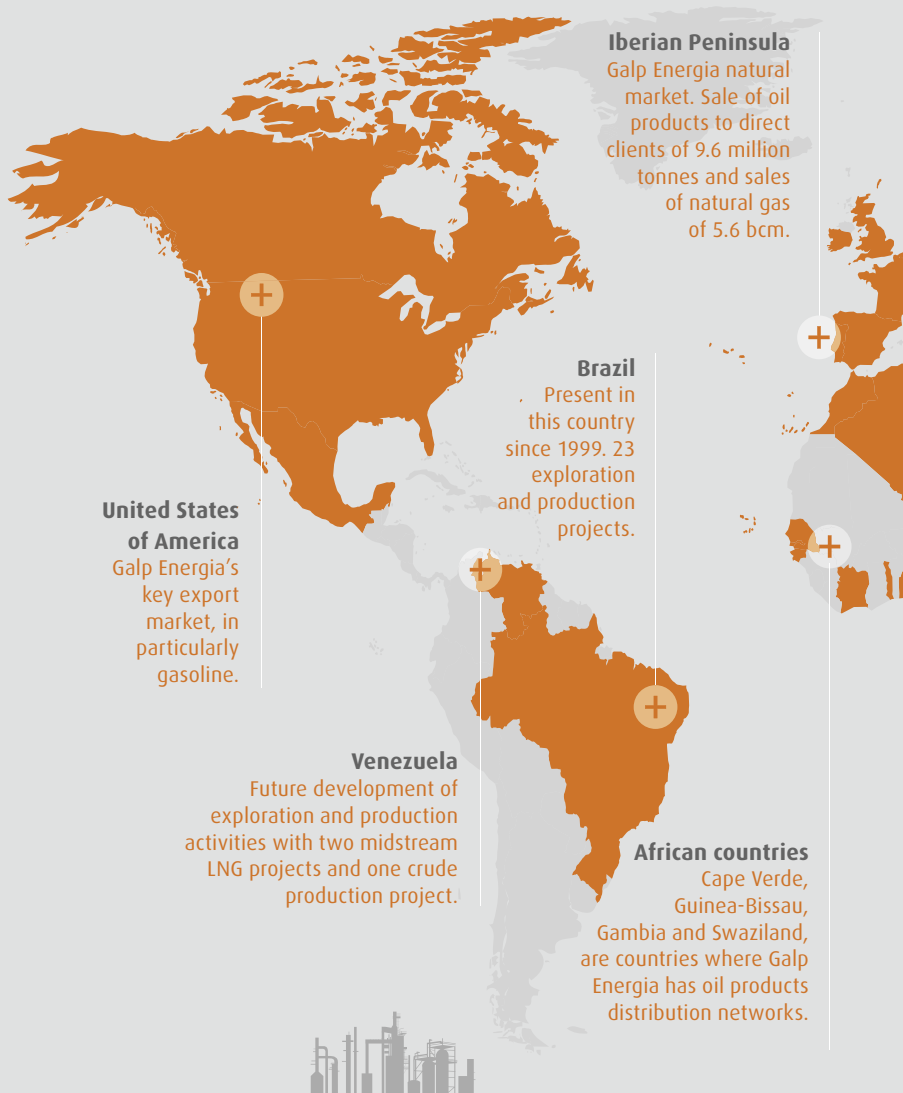 Iberian Peninsula
Galp Energia natural
market. Sale of oil
products to direct
clients of 9.6 million
tonnes and sales
of natural gas
of 5.6 bcm.
Brazil
Present in
this country
since 1999. 23
exploration
and production
projects.
United States
of America
Galp Energia's
key export
market, in
particularly
gasoline.
Venezuela
Future development of
exploration and production
activities with two midstream
LNG projects and one crude
production project.
African countries
Cape Verde,
Guinea-Bissau,
Gambia and Swaziland,
are countries where Galp
Energia has oil products
distribution networks.